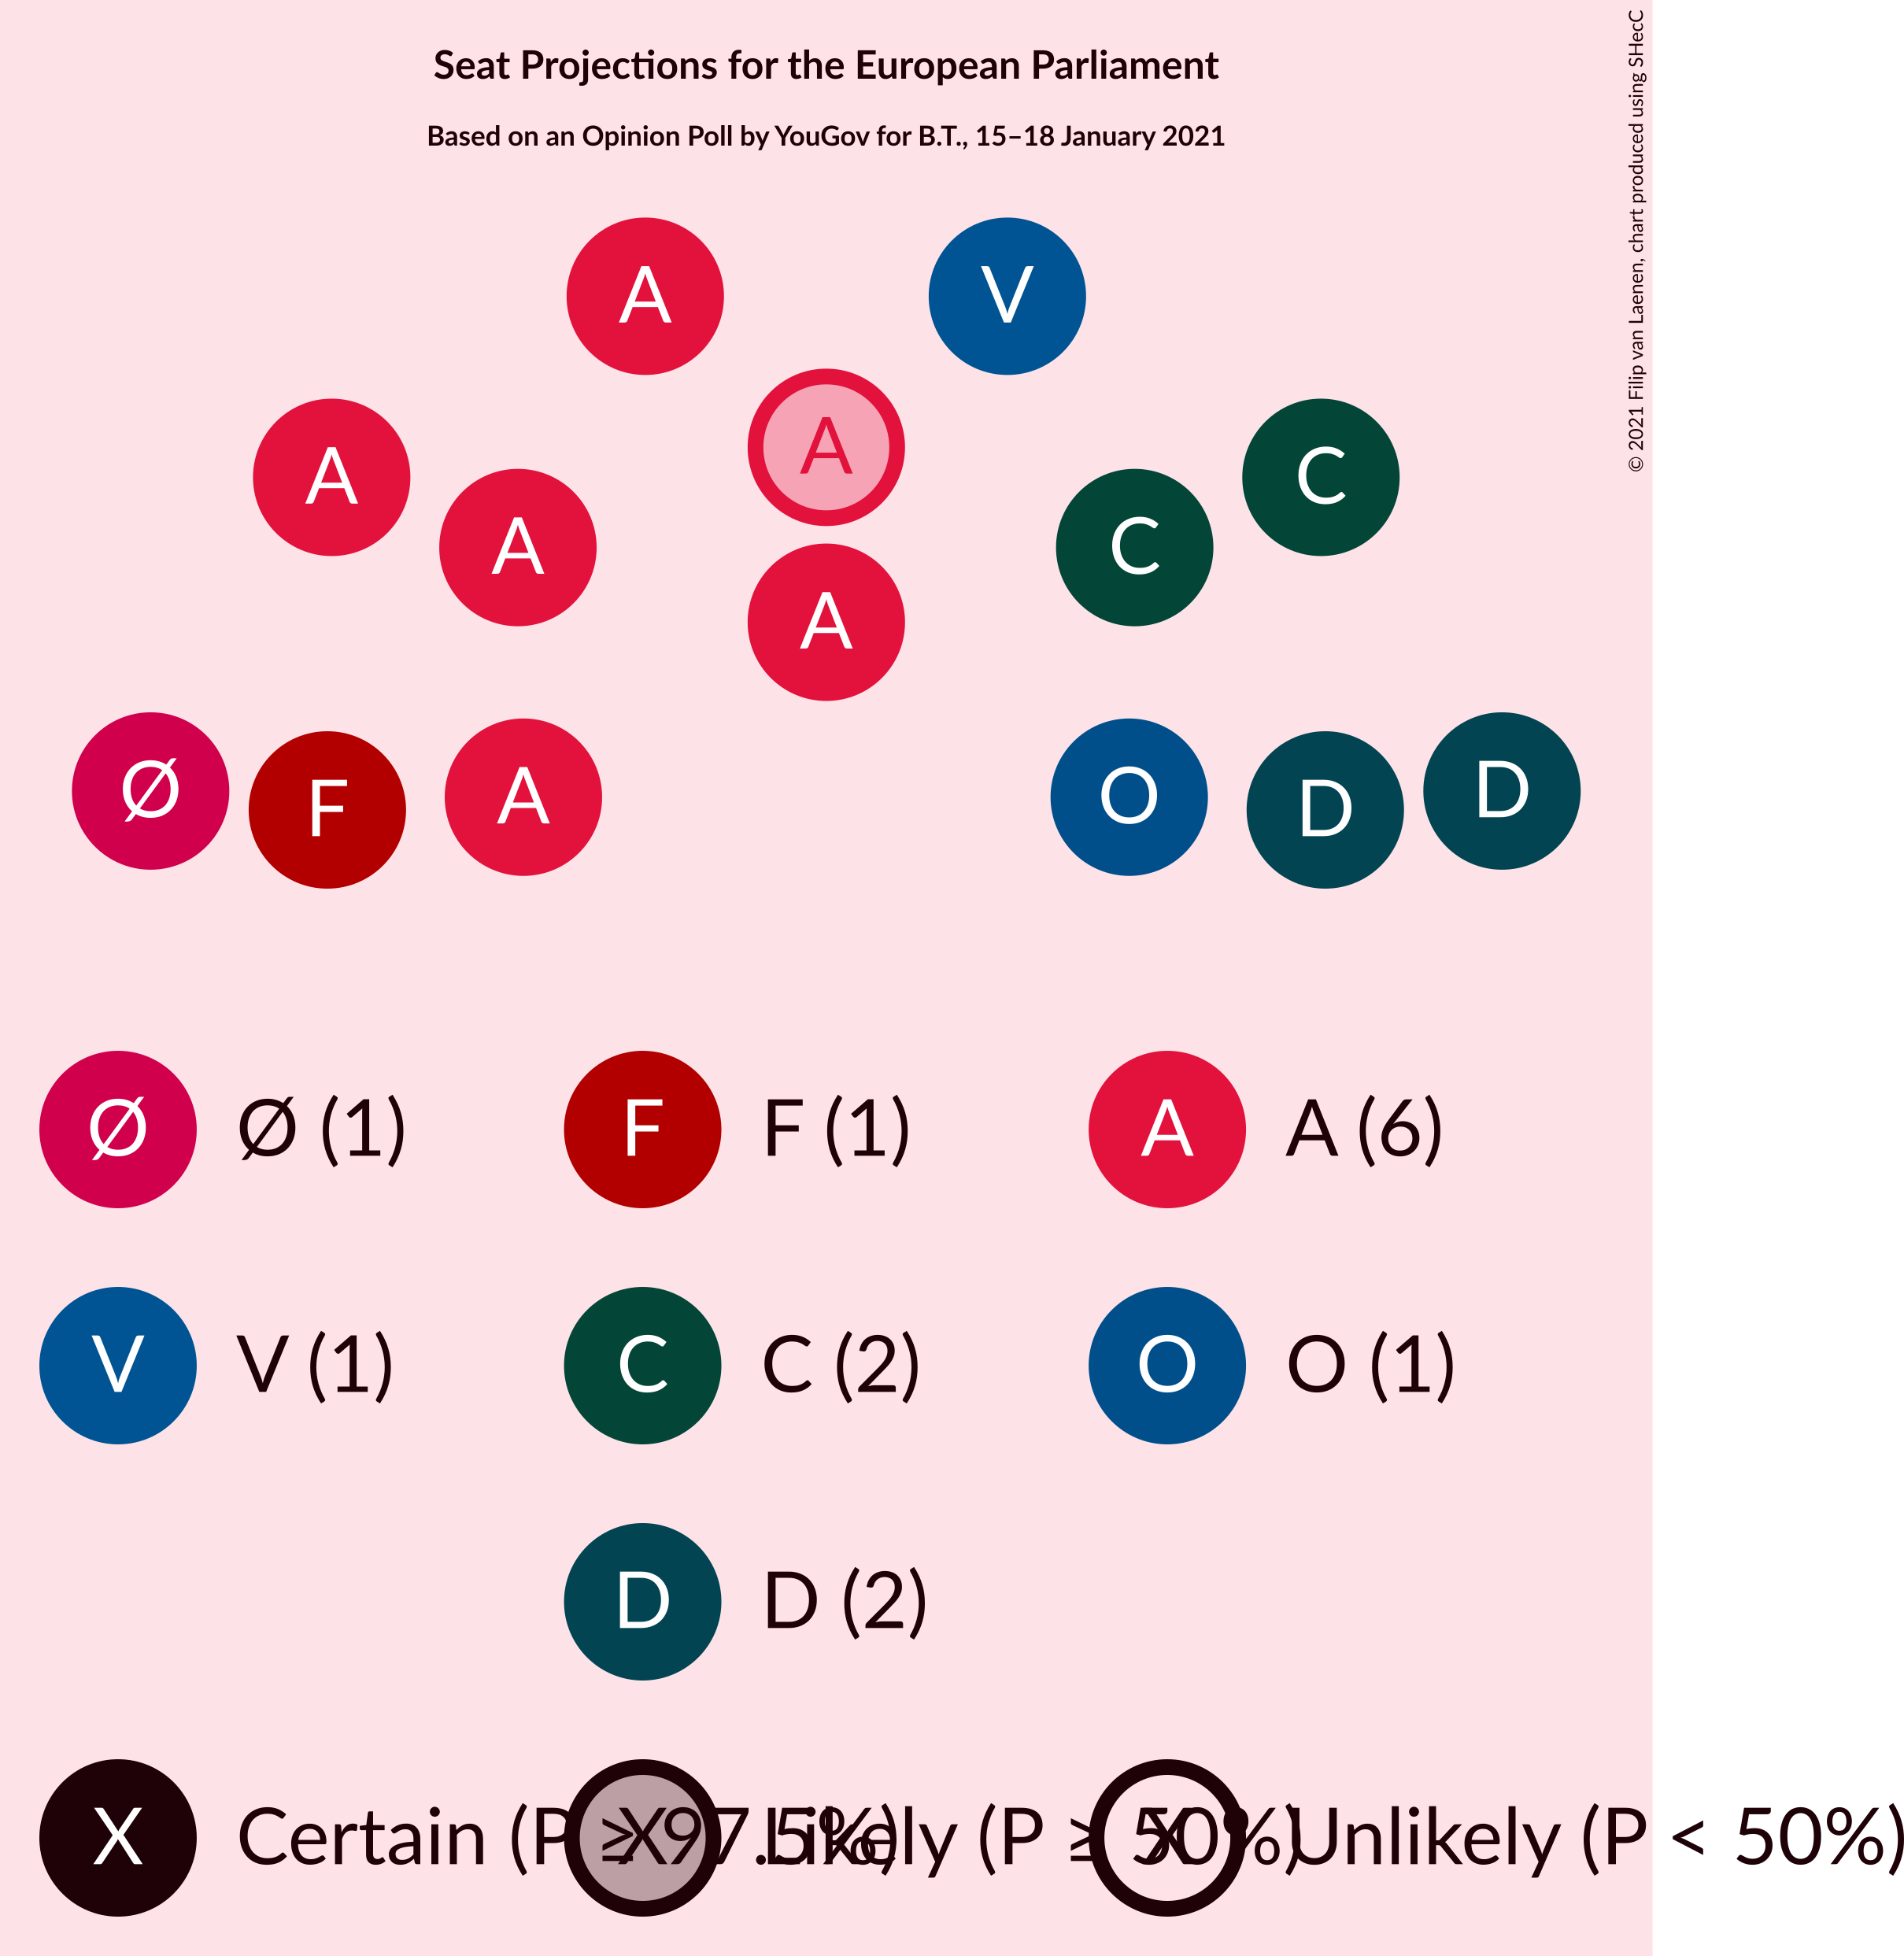 Seat Projections for the European Parliament
Based on an Opinion Poll by YouGov for B.T., 15–18 January 2021
© 2021 Filip van Laenen, chart produced using SHecC
A V
A
A A C C
A
Ø F A O D D
Ø Ø (1) F F (1) A A (6)
V V (1) C C (2) O O (1)
D D (2)
X Certain (P ≥ 97.5%) X Likely (P ≥ 50%) X Unlikely (P < 50%)